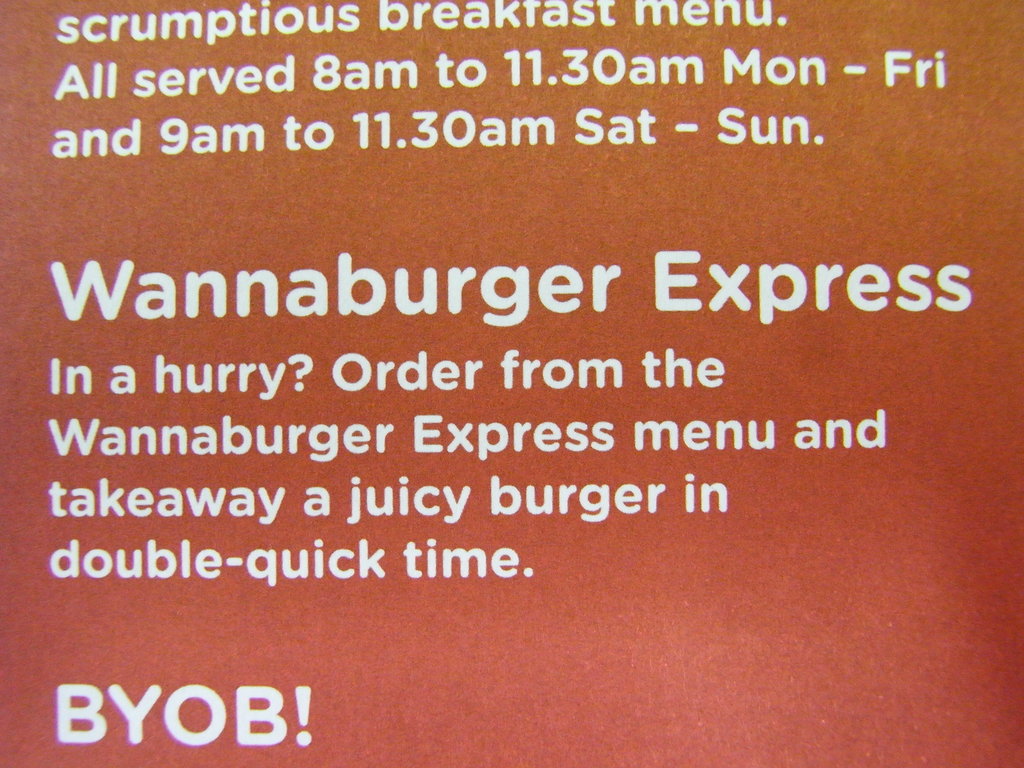 scrumptious breakfast menu.
All served 8am to 11.30am Mon – Fri
and 9am to 11.30am Sat – Sun.
Wannaburger Express
In a hurry? Order from the
Wannaburger Express menu and
takeaway a juicy burger in
double-quick time.
BYOB!